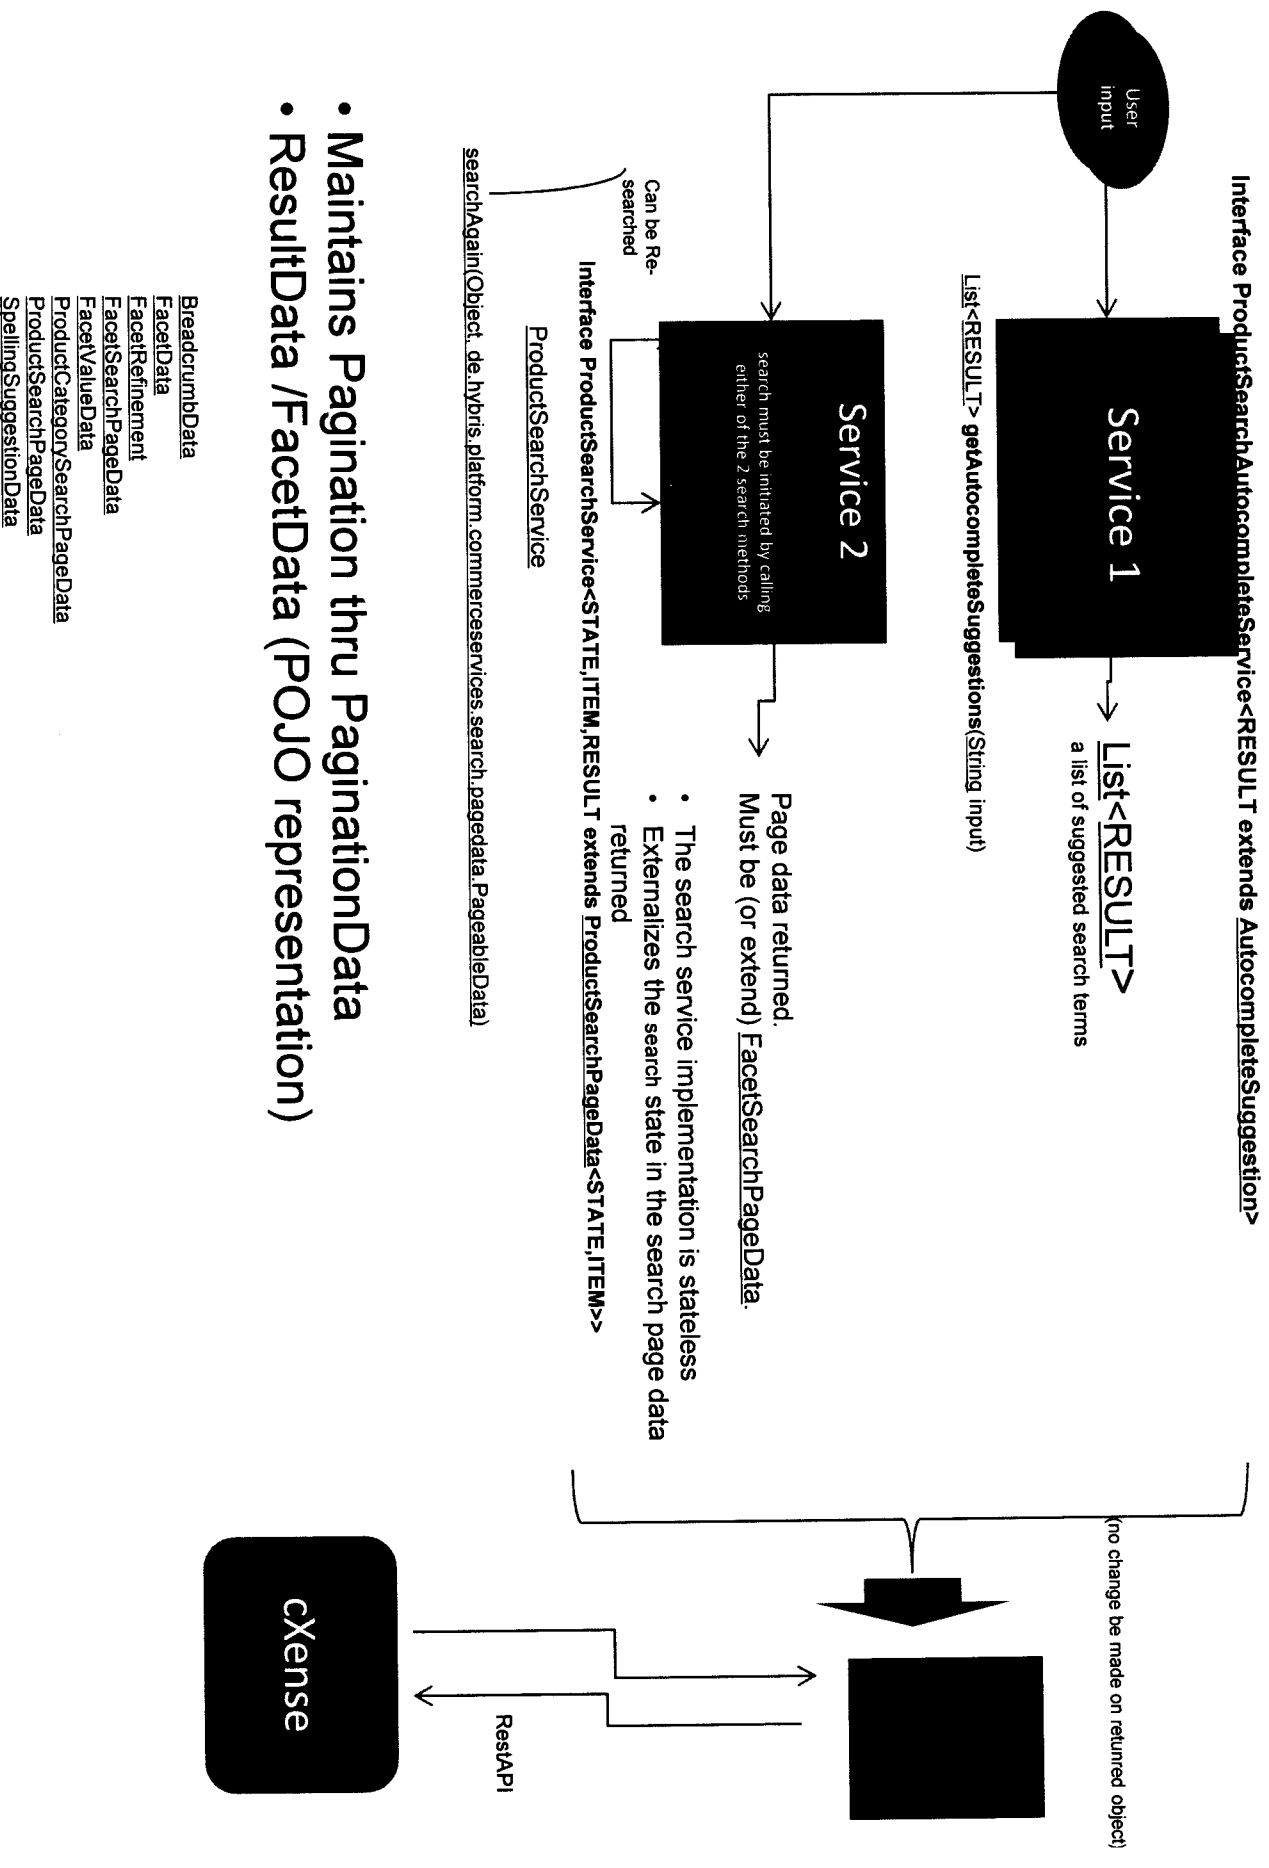 Interface ProductSearchAutocompleteService<RESULT extends AutocompleteSuggestion>
User
input
Service 1
List<RESULT>
a list of suggested search terms
(no change be made on retunred object)
List<RESULT> getAutocompleteSuggestions(String input)
Service 2
search must be initiated by calling
either of the 2 search methods
Page data returned.
Must be (or extend) FacetSearchPageData.
• The search service implementation is stateless
• Externalizes the search state in the search page data
returned
Can be Re-
searched
Interface ProductSearchService<STATE,ITEM,RESULT extends ProductSearchPageData<STATE,ITEM>>
ProductSearchService
searchAgain(Object, de.hybris.platform.commerceservices.search.pagedata.PageableData)
RestAPI
cXense
• Maintains Pagination thru PaginationData
• ResultData /FacetData (POJO representation)
BreadcrumbData
FacetData
FacetRefinement
FacetSearchPageData
FacetValueData
ProductCategorySearchPageData
ProductSearchPageData
SpellingSuggestionData